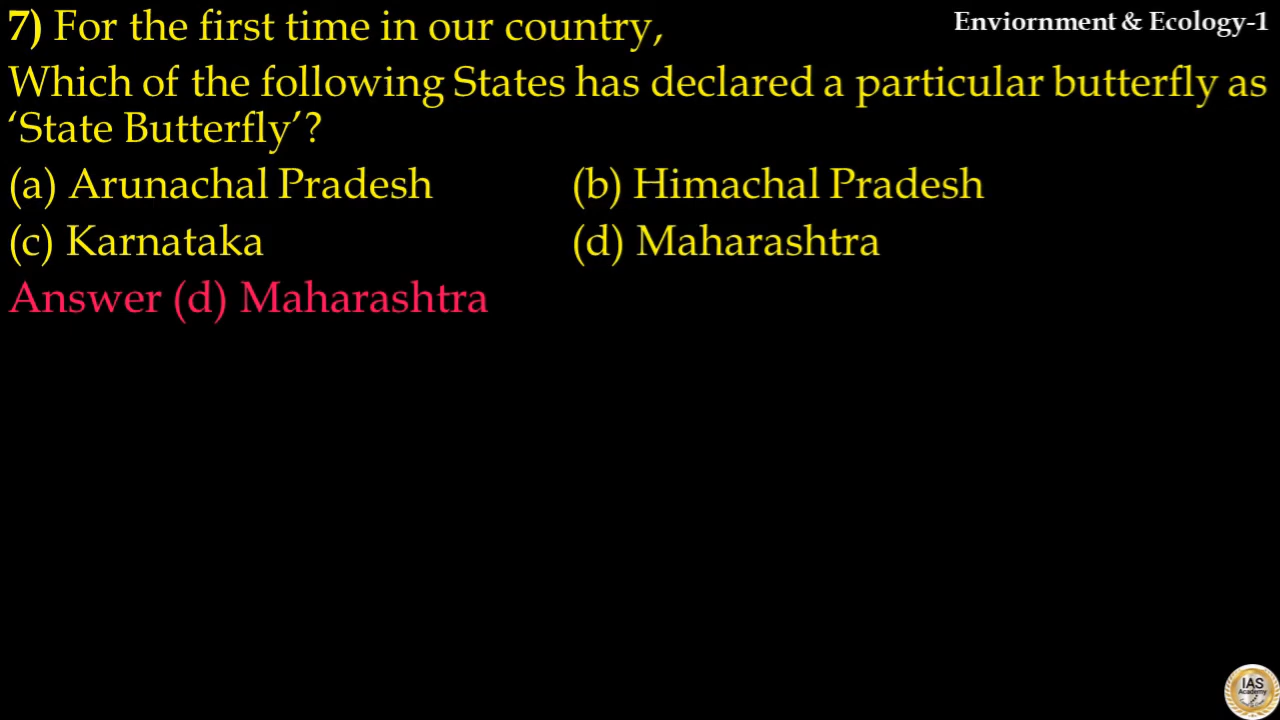 7) For the first time in our country,
Enviornment & Ecology-1
Which of the following States has declared a particular butterfly as
‘State Butterfly’?
(a) Arunachal Pradesh (b) Himachal Pradesh
(c) Karnataka (d) Maharashtra
Answer (d) Maharashtra
IAS
Academy